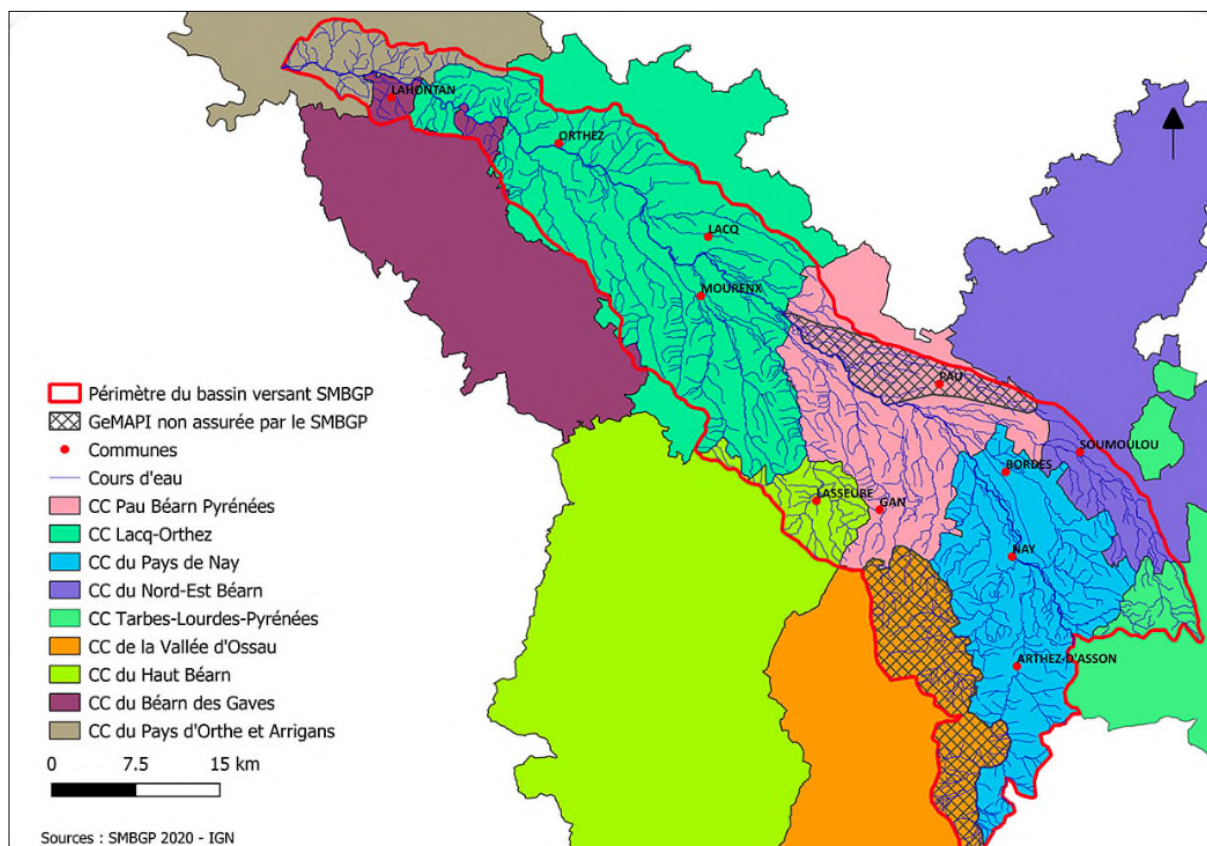 LAHONTAN
ORTHEZ
LACQ
MOURENX
PAU
SOUMOULOU
BORDES
LASSEUBE
GAN
NAY
ARTHEZ-D'ASSON
Périmètre du bassin versant SMBGP
GeMAPI non assurée par le SMBGP
Communes
Cours d'eau
CC Pau Béarn Pyrénées
CC Lacq-Orthez
CC du Pays de Nay
CC du Nord-Est Béarn
CC Tarbes-Lourdes-Pyrénées
CC de la Vallée d'Ossau
CC du Haut Béarn
CC du Béarn des Gaves
CC du Pays d'Orthe et Arrigans
0 7.5 15 km
Sources : SMBGP 2020 - IGN